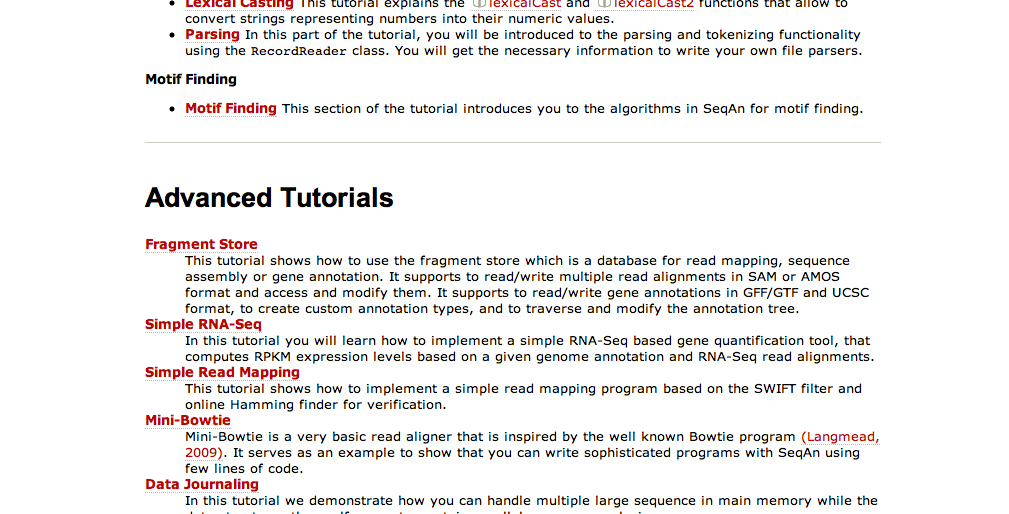 Lexical Casting This tutorial explains the lexicalCast and lexicalCast2 functions that allow to
convert strings representing numbers into their numeric values.
Parsing In this part of the tutorial, you will be introduced to the parsing and tokenizing functionality
using the RecordReader class. You will get the necessary information to write your own file parsers.
Motif Finding
Motif Finding This section of the tutorial introduces you to the algorithms in SeqAn for motif finding.
Advanced Tutorials
Fragment Store
This tutorial shows how to use the fragment store which is a database for read mapping, sequence
assembly or gene annotation. It supports to read/write multiple read alignments in SAM or AMOS
format and access and modify them. It supports to read/write gene annotations in GFF/GTF and UCSC
format, to create custom annotation types, and to traverse and modify the annotation tree.
Simple RNA-Seq
In this tutorial you will learn how to implement a simple RNA-Seq based gene quantification tool, that
computes RPKM expression levels based on a given genome annotation and RNA-Seq read alignments.
Simple Read Mapping
This tutorial shows how to implement a simple read mapping program based on the SWIFT filter and
online Hamming finder for verification.
Mini-Bowtie
Mini-Bowtie is a very basic read aligner that is inspired by the well known Bowtie program (Langmead,
2009). It serves as an example to show that you can write sophisticated programs with SeqAn using
few lines of code.
Data Journaling
In this tutorial we demonstrate how you can handle multiple large sequence in main memory while the